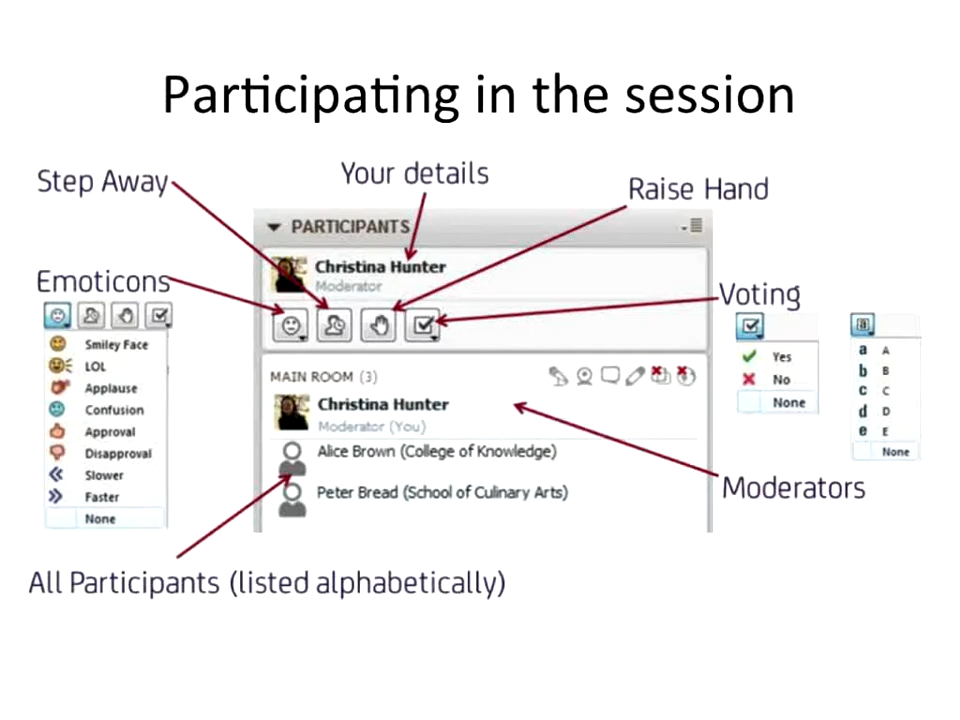 Participating in the session
Step Away
Your details
Raise Hand
PARTICIPANTS
Christina Hunter
Moderator
Emoticons
Voting
Smiley Face
LOL
Applause
Confusion
Approval
Disapproval
Slower
Faster
None
MAIN ROOM (3)
Christina Hunter
Moderator (You)
Alice Brown (College of Knowledge)
Peter Bread (School of Culinary Arts)
Yes
No
None
a
a A
b B
c C
d D
e E
None
Moderators
All Participants (listed alphabetically)